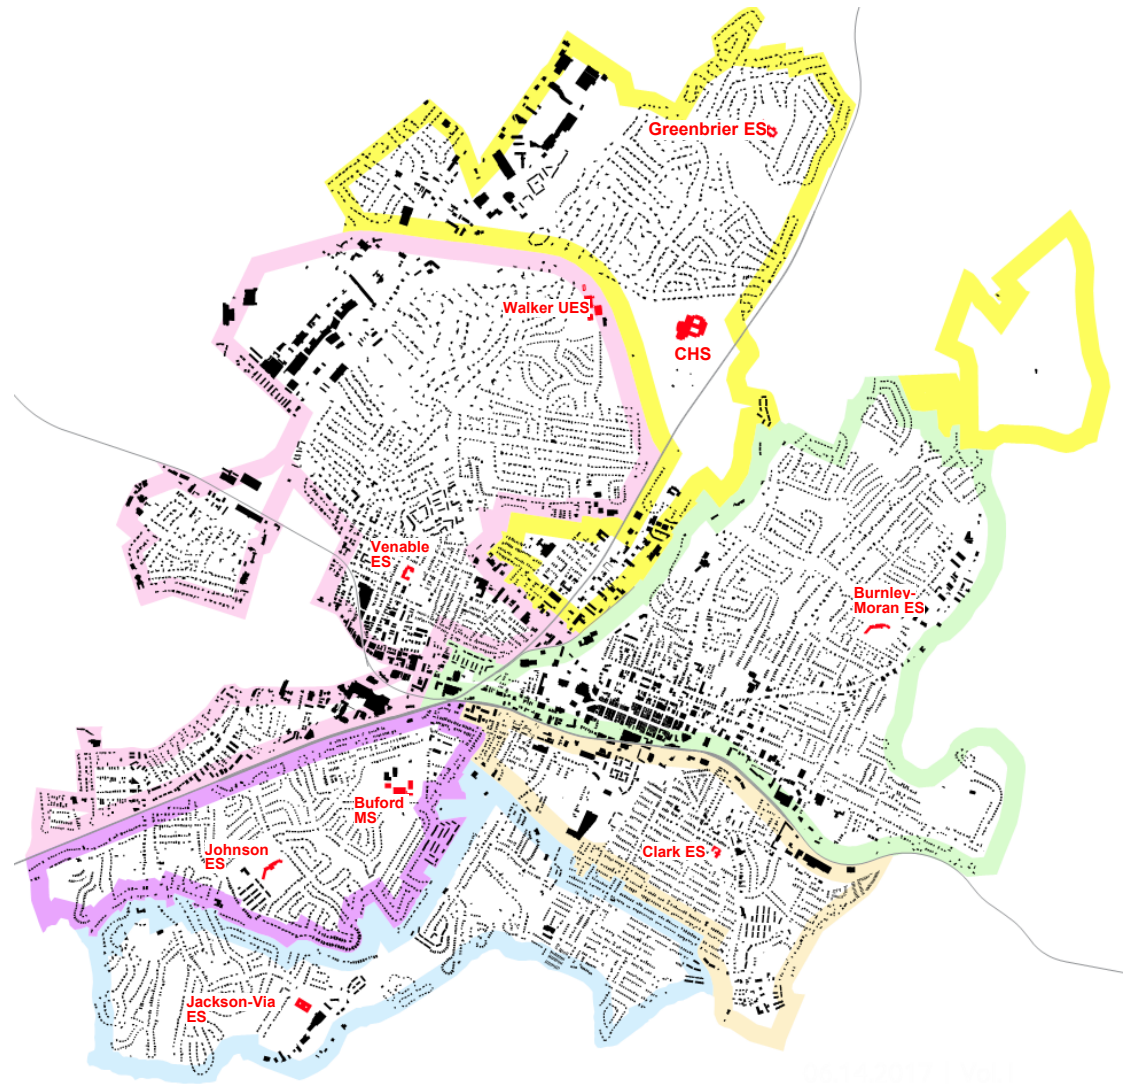 Greenbrier ES
Walker UES
CHS
Venable
ES
Burnley-
Moran ES
Buford
MS
Johnson
ES
Clark ES
Jackson-Via
ES